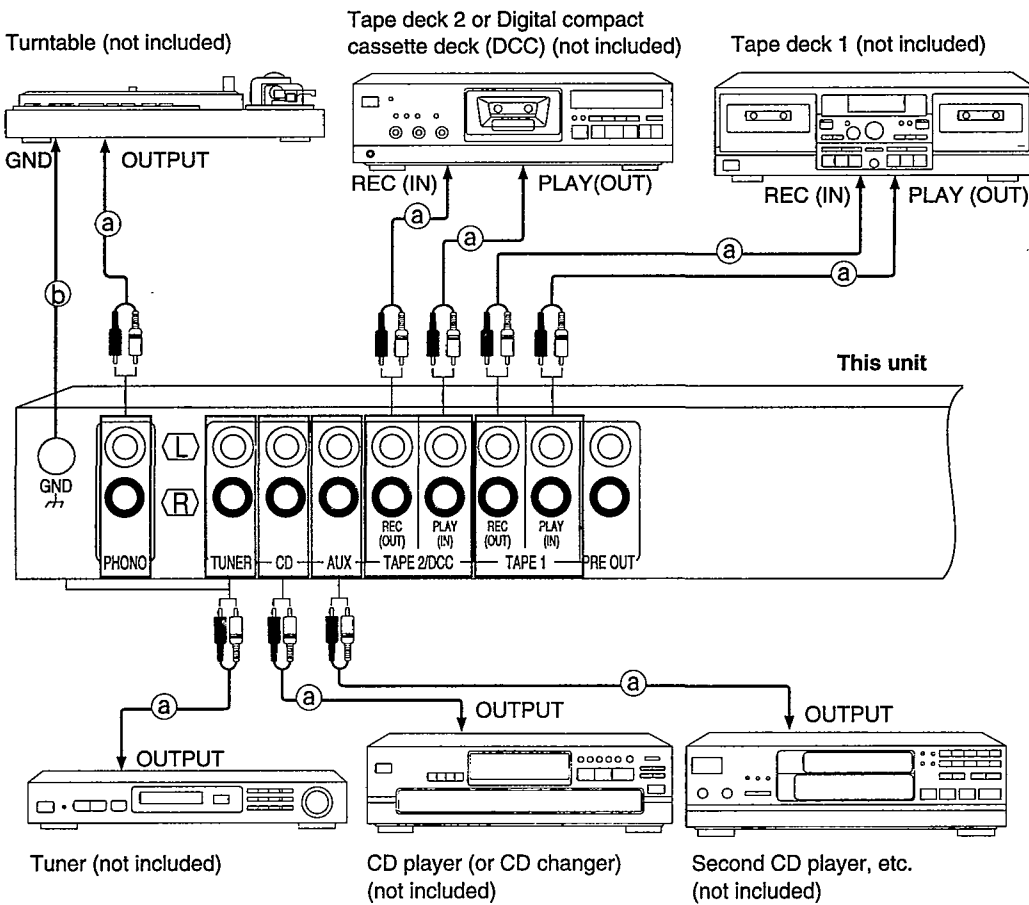 Turntable (not included)
Tape deck 2 or Digital compact
cassette deck (DCC) (not included)
Tape deck 1 (not included)
GND
OUTPUT
REC (IN)
PLAY(OUT)
REC (IN)
PLAY (OUT)
a
a
a
a
a
b
This unit
L
R
GND
PHONO
TUNER
CD
AUX
REC
(OUT)
PLAY
(IN)
TAPE 2/DCC
REC
(OUT)
PLAY
(IN)
TAPE 1
PRE OUT
a
a
a
OUTPUT
OUTPUT
OUTPUT
Tuner (not included)
CD player (or CD changer)
(not included)
Second CD player, etc.
(not included)